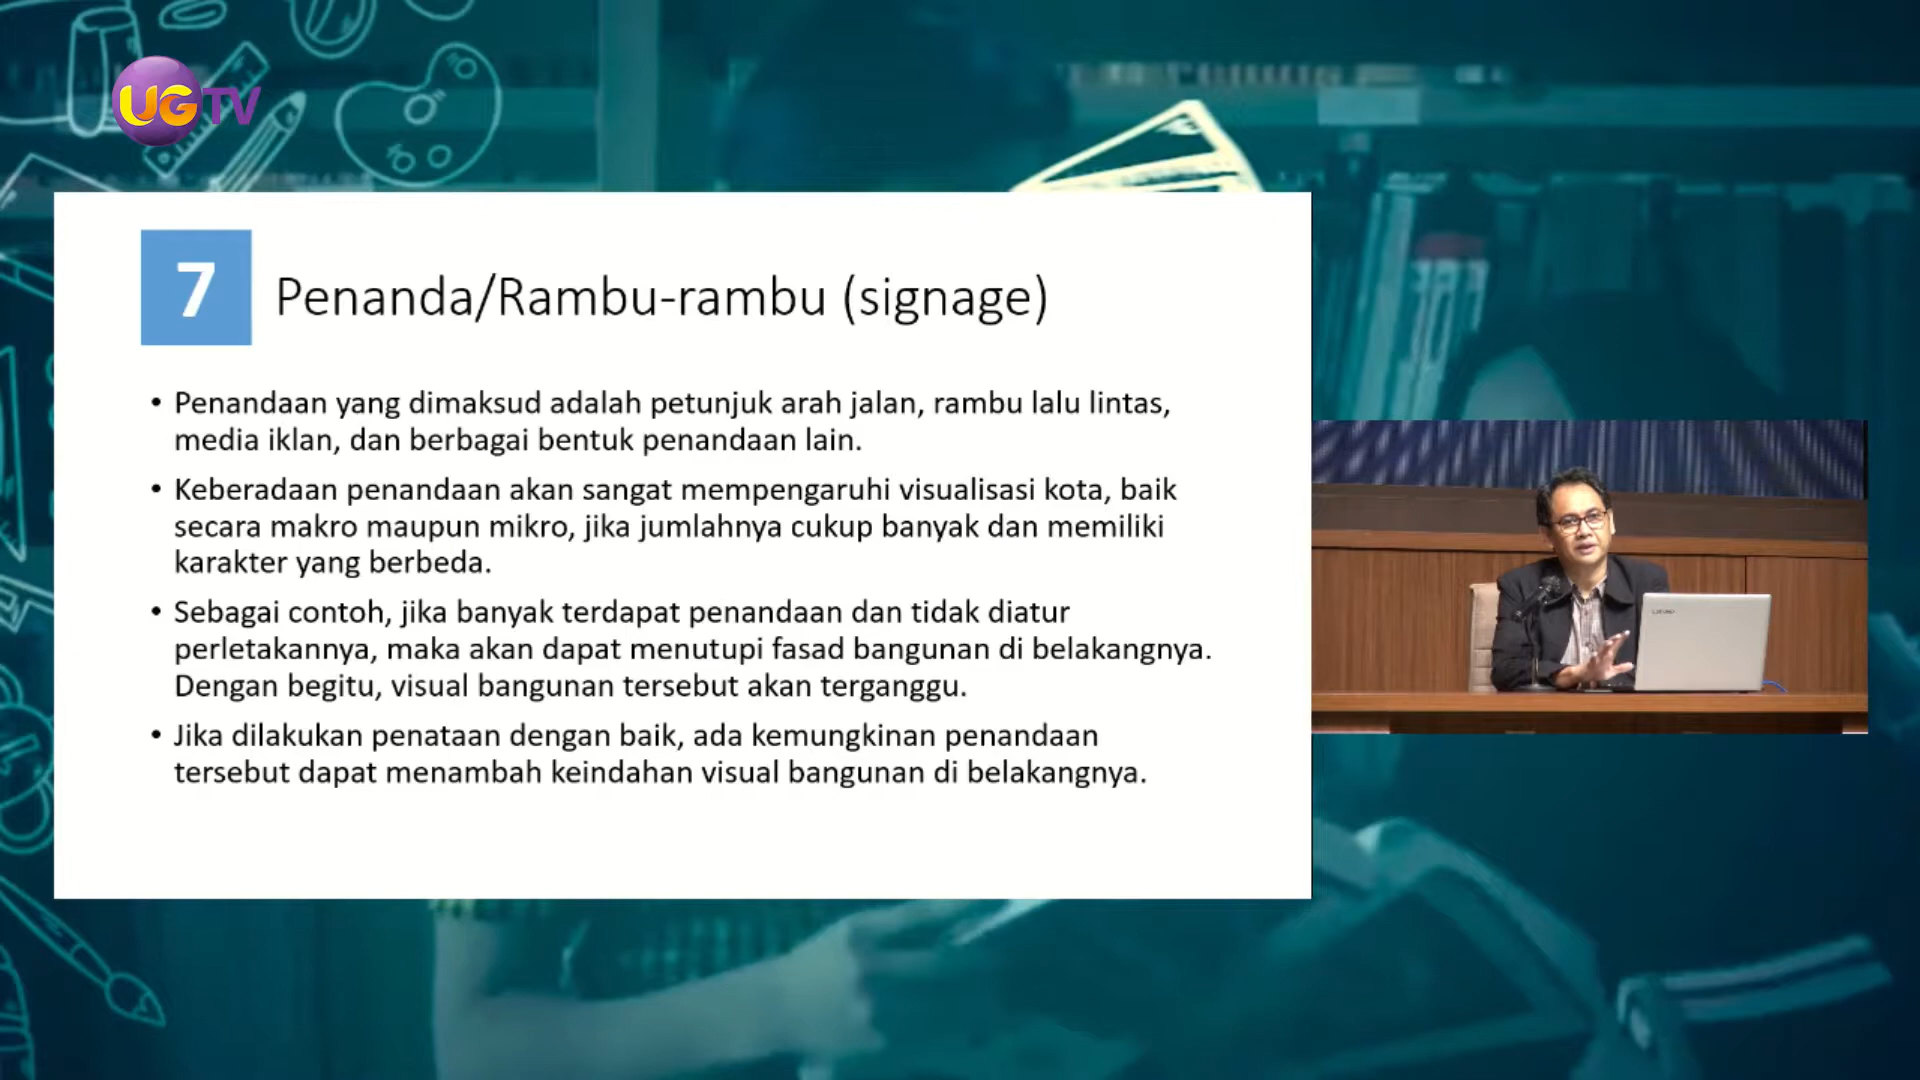 UGTV
7
Penanda/Rambu-rambu (signage)
• Penandaan yang dimaksud adalah petunjuk arah jalan, rambu lalu lintas,
media iklan, dan berbagai bentuk penandaan lain.
• Keberadaan penandaan akan sangat mempengaruhi visualisasi kota, baik
secara makro maupun mikro, jika jumlahnya cukup banyak dan memiliki
karakter yang berbeda.
• Sebagai contoh, jika banyak terdapat penandaan dan tidak diatur
perletakannya, maka akan dapat menutupi fasad bangunan di belakangnya.
Dengan begitu, visual bangunan tersebut akan terganggu.
• Jika dilakukan penataan dengan baik, ada kemungkinan penandaan
tersebut dapat menambah keindahan visual bangunan di belakangnya.